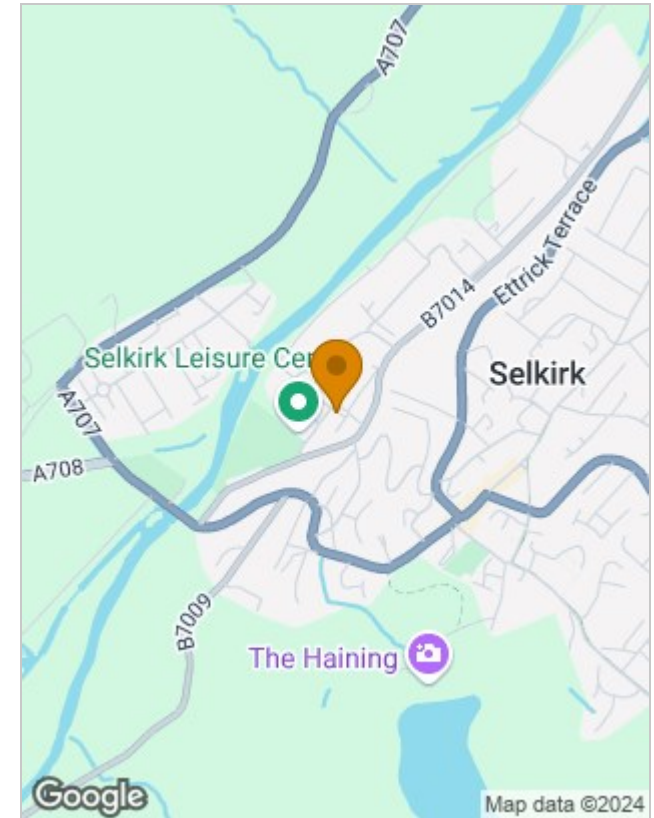 A707
Ettrick Terrace
B7014
Selkirk Leisure Cen
Selkirk
A707
A708
B7009
The Haining
Google
Map data ©2024